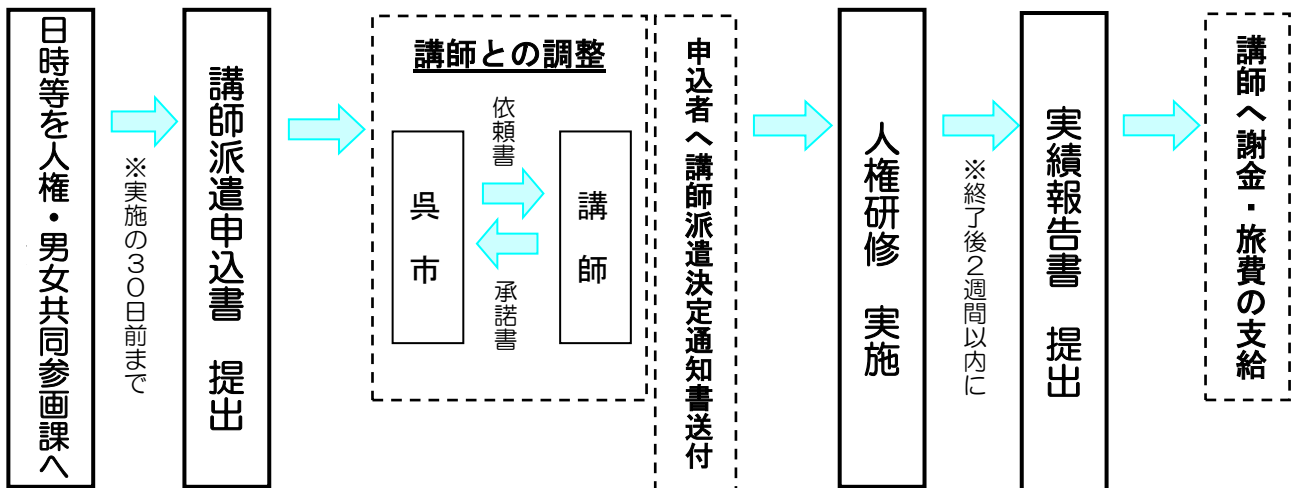 日時等を人権・男女共同参画課へ
※実施の30日前まで
講師派遣申込書 提出
講師との調整
呉市
依頼書
承諾書
講師
申込者へ講師派遣決定通知書送付
人権研修 実施
※終了後2週間以内に
実績報告書 提出
講師へ謝金・旅費の支給